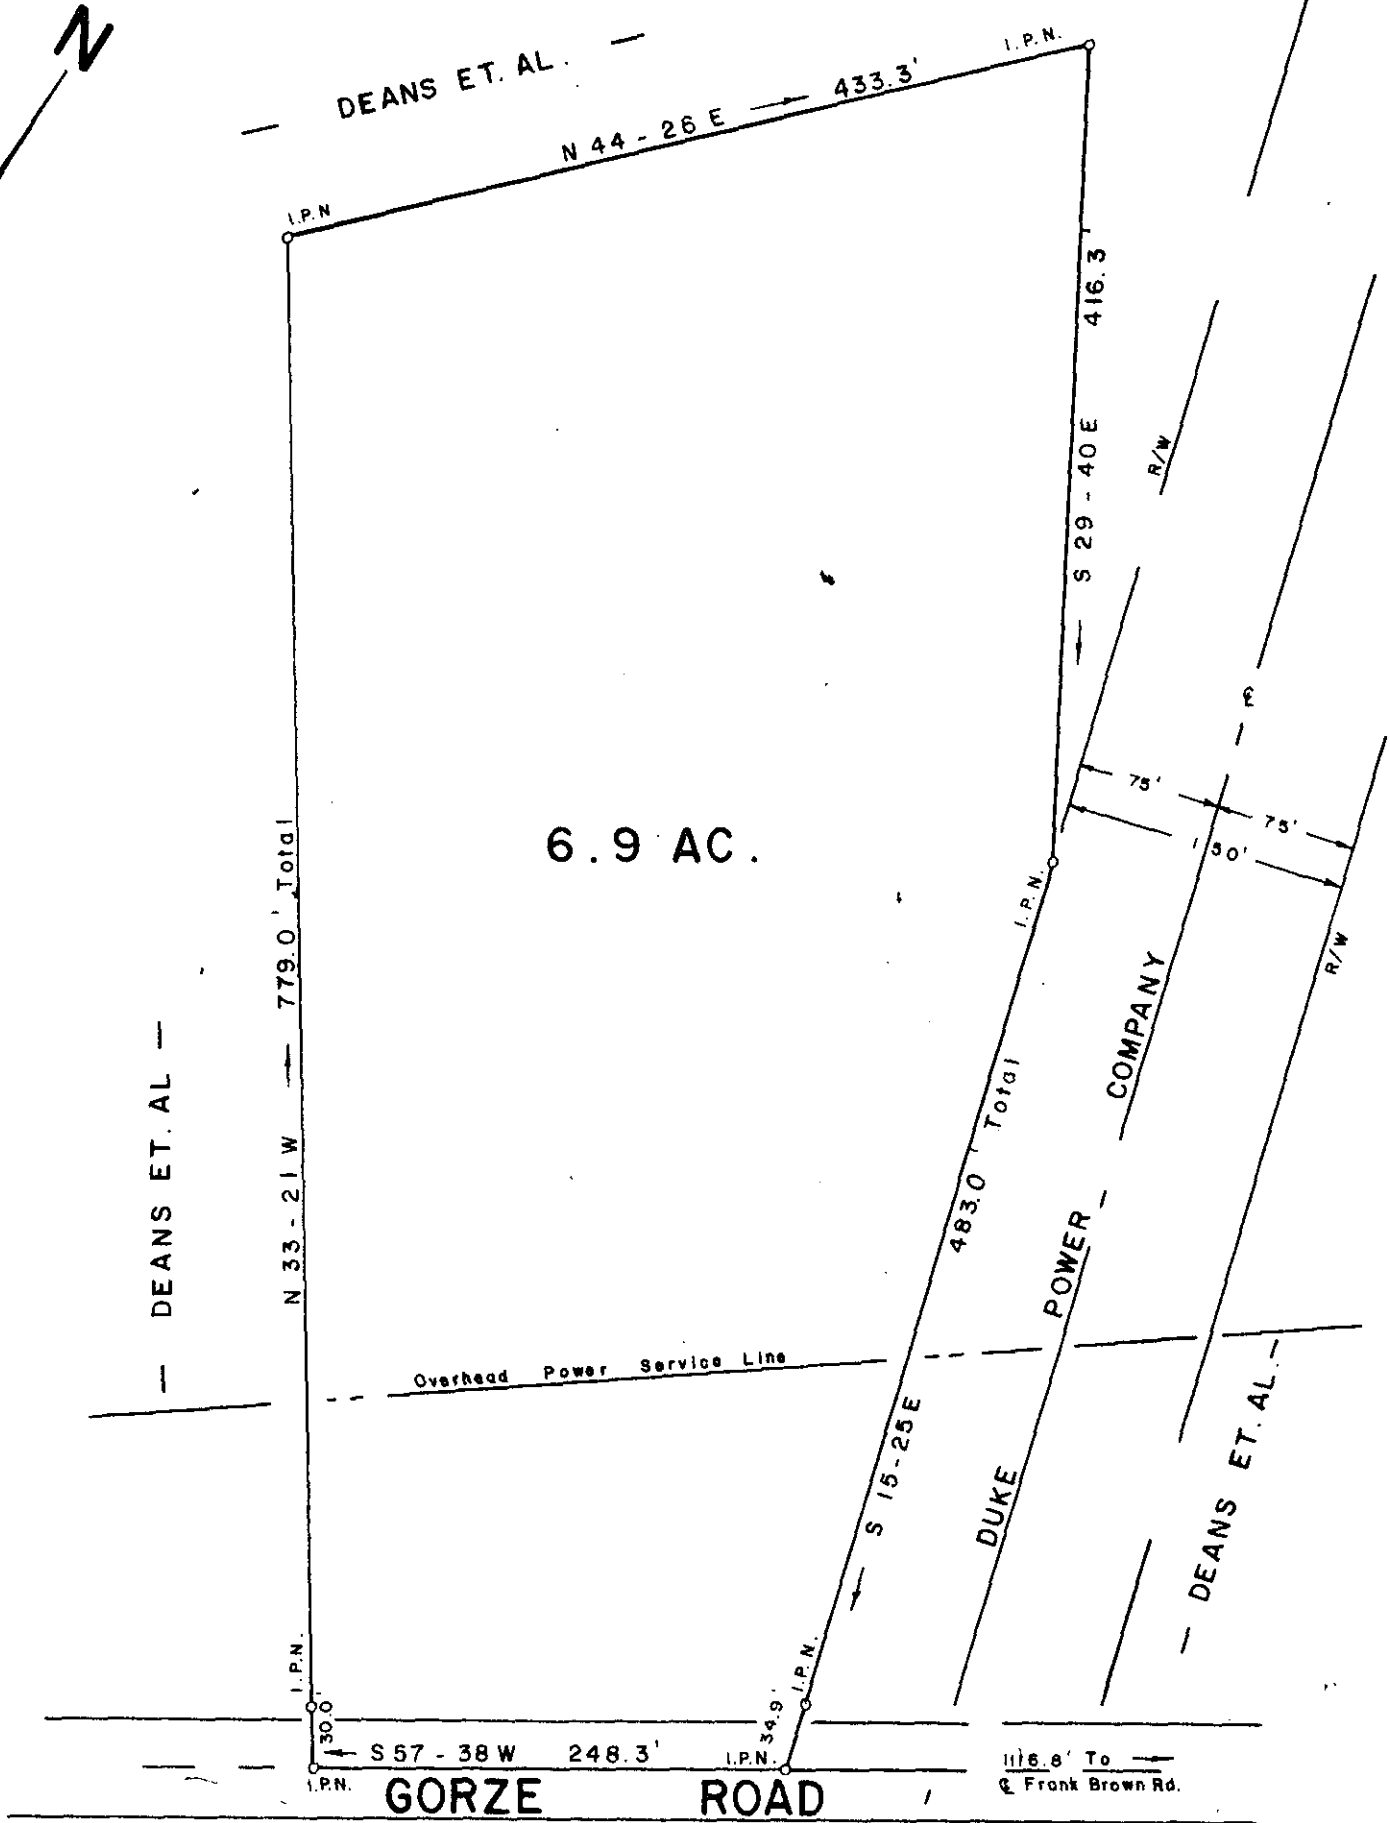 N
DEANS ET. AL.
I.P.N.
N 44 - 26 E 433.3'
I.P.N
416.3'
S 29 - 40 E
R/W
℄
75'
75'
150'
6.9 AC.
779.0' Total
I.P.N.
R/W
COMPANY
DEANS ET. AL
N 33 - 21 W
483.0' Total
POWER
Overhead Power Service Line
DEANS ET. AL.
S 15-25 E
DUKE
I.P.N.
I.P.N.
30.0'
34.9'
S 57 - 38 W 248.3'
I.P.N.
I.P.N.
1116.8' To
℄ Frank Brown Rd.
GORZE ROAD